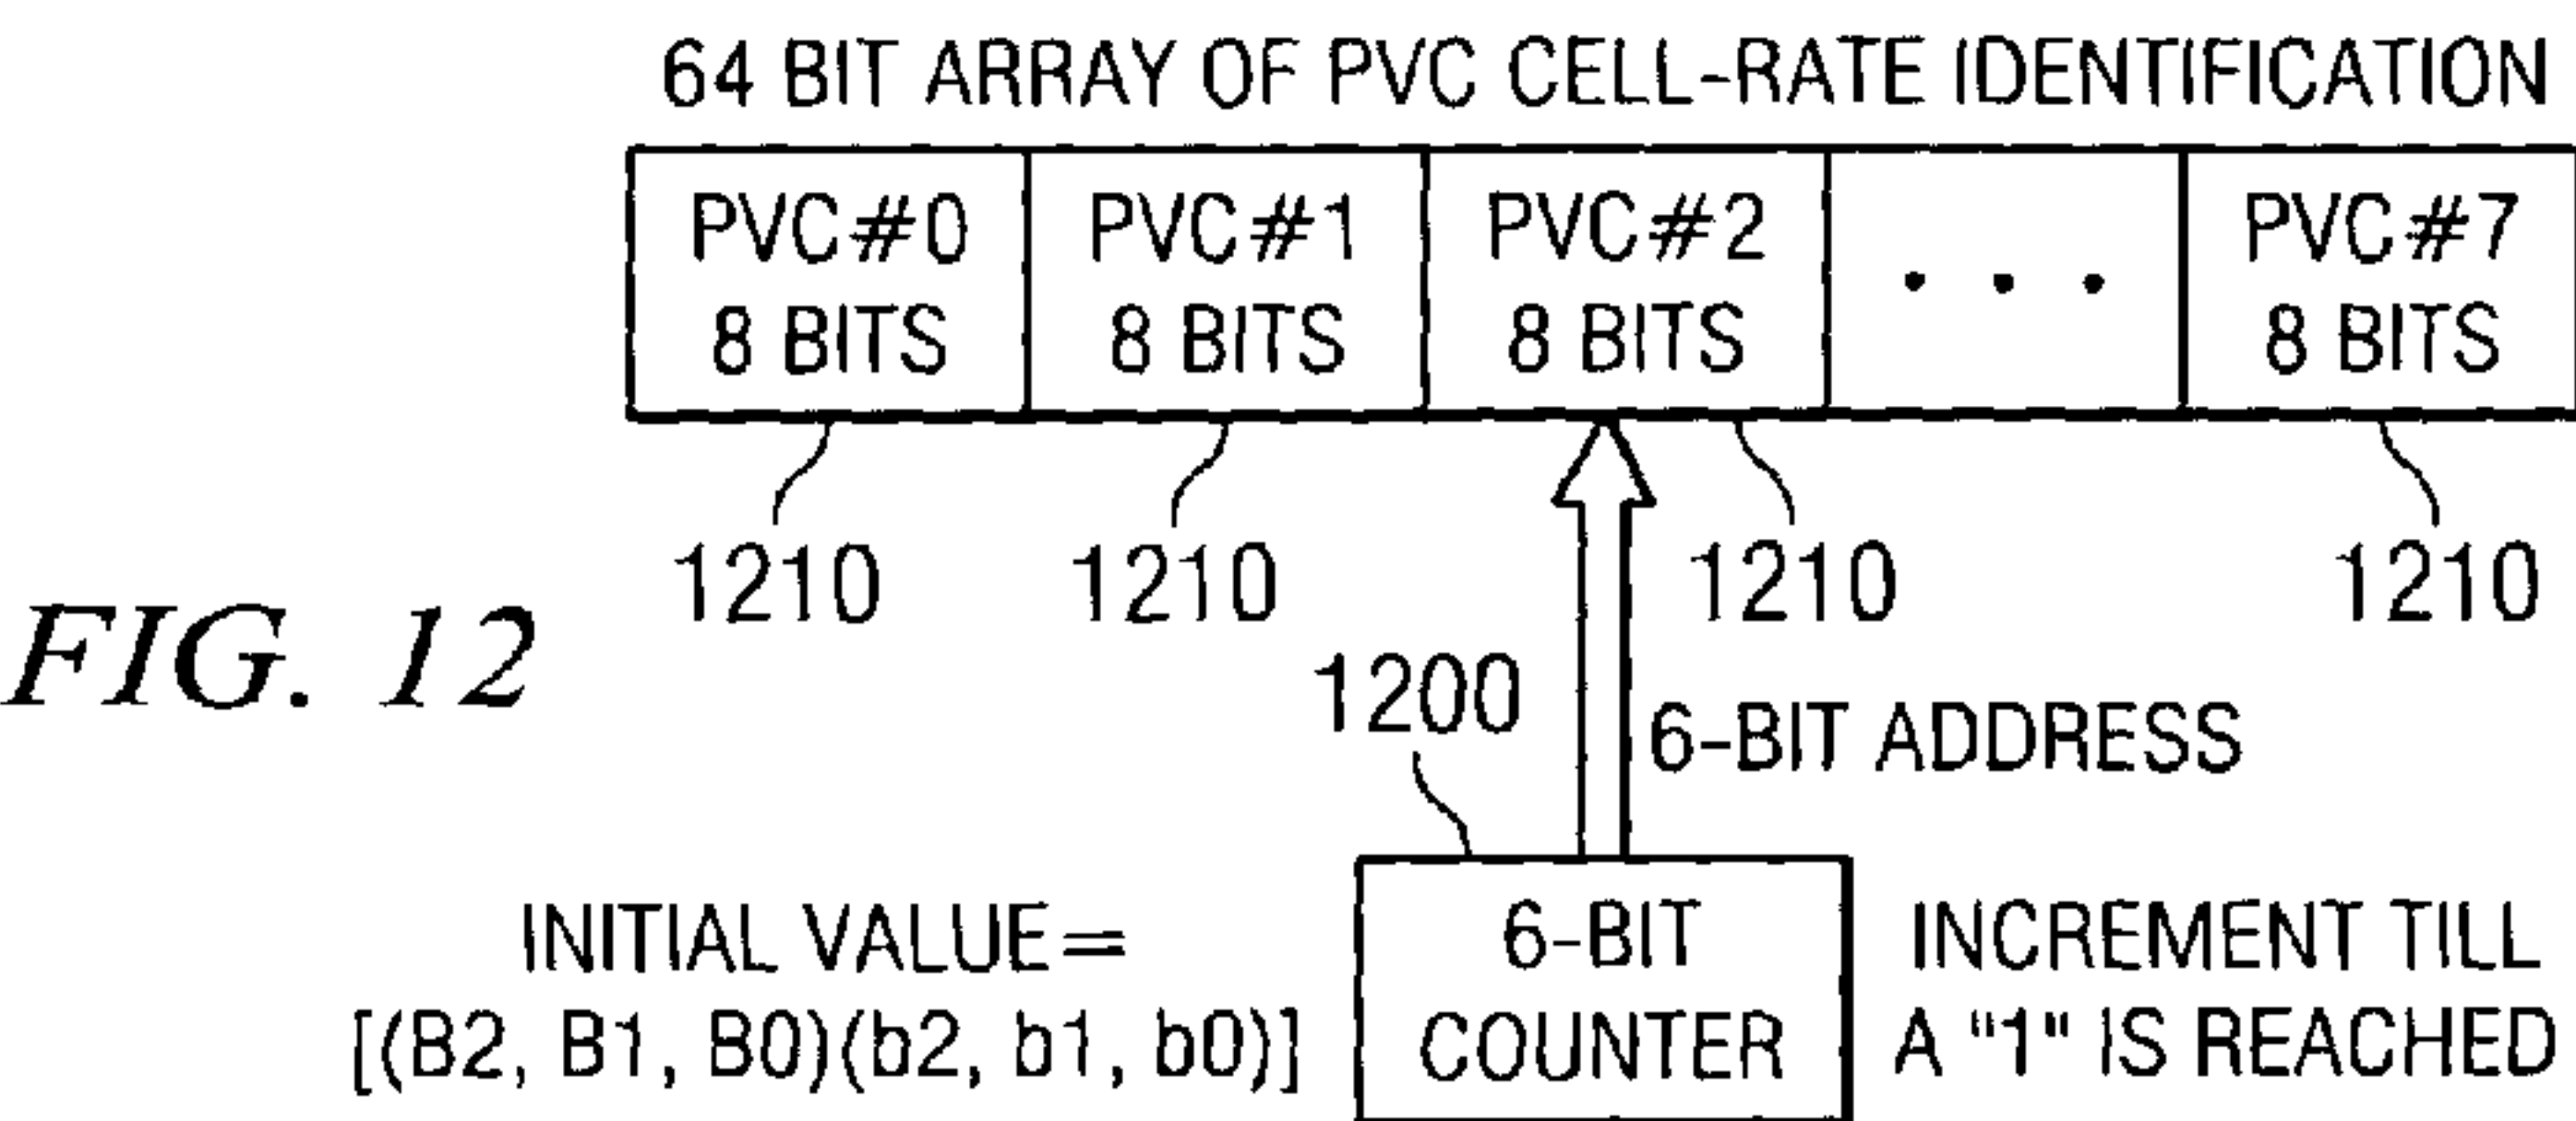 64 BIT ARRAY OF PVC CELL-RATE IDENTIFICATION
PVC#0 PVC#1 PVC#2 . . . PVC#7
8 BITS 8 BITS 8 BITS 8 BITS
1210 1210 1210 1210
FIG. 12
1200
6-BIT ADDRESS
INITIAL VALUE=
[(B2, B1, B0)(b2, b1, b0)]
6-BIT
COUNTER
INCREMENT TILL
A "1" IS REACHED